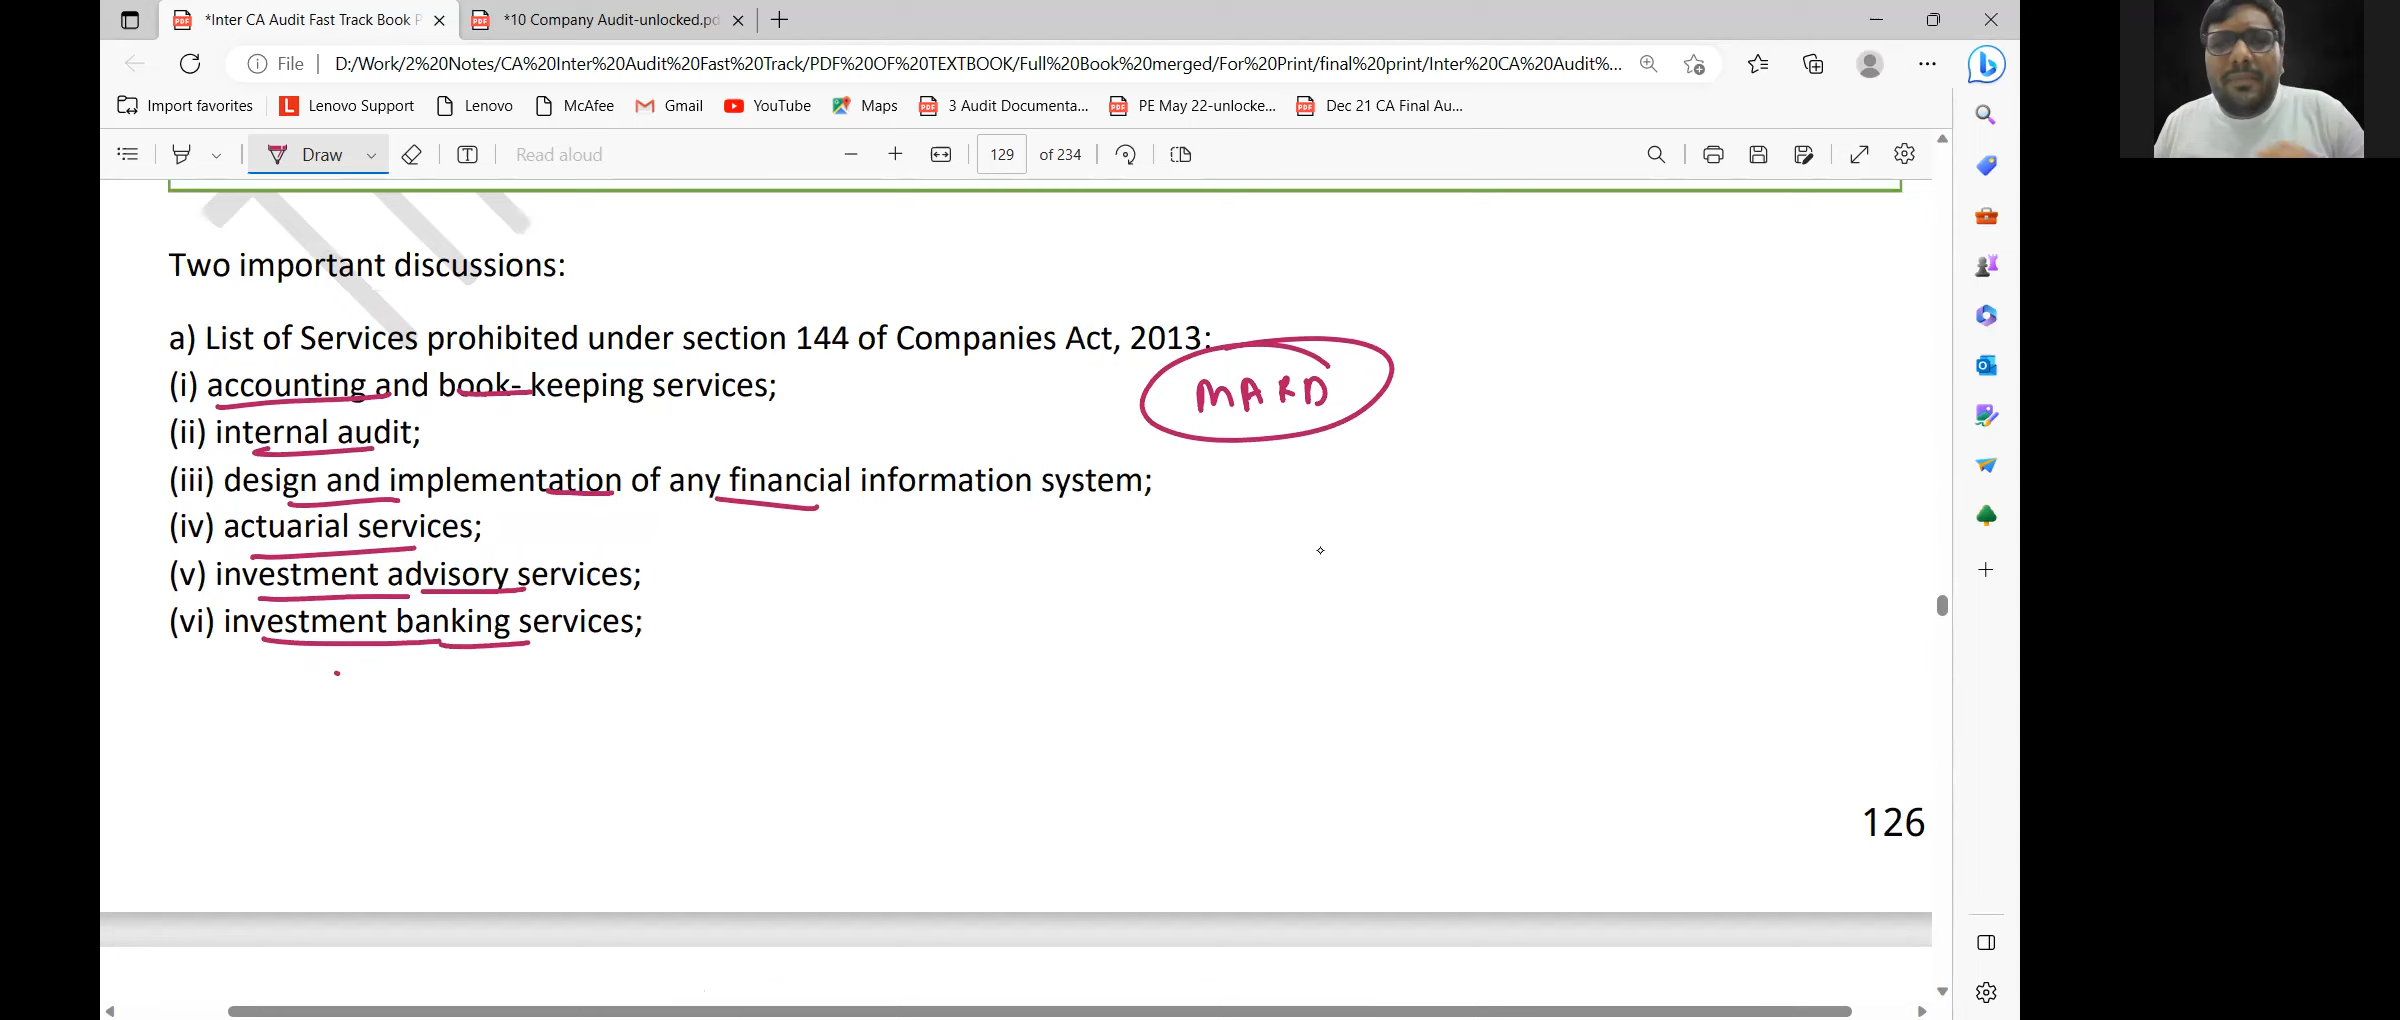 *Inter CA Audit Fast Track Book P
*10 Company Audit-unlocked.pd
File
D:/Work/2%20Notes/CA%20Inter%20Audit%20Fast%20Track/PDF%20OF%20TEXTBOOK/Full%20Book%20merged/For%20Print/final%20print/Inter%20CA%20Audit%...
Import favorites
Lenovo Support
Lenovo
McAfee
Gmail
YouTube
Maps
3 Audit Documenta...
PE May 22-unlocke...
Dec 21 CA Final Au...
Draw
Read aloud
129 of 234
Two important discussions:
a) List of Services prohibited under section 144 of Companies Act, 2013:
(i) accounting and book- keeping services;
MARD
(ii) internal audit;
(iii) design and implementation of any financial information system;
(iv) actuarial services;
(v) investment advisory services;
(vi) investment banking services;
126